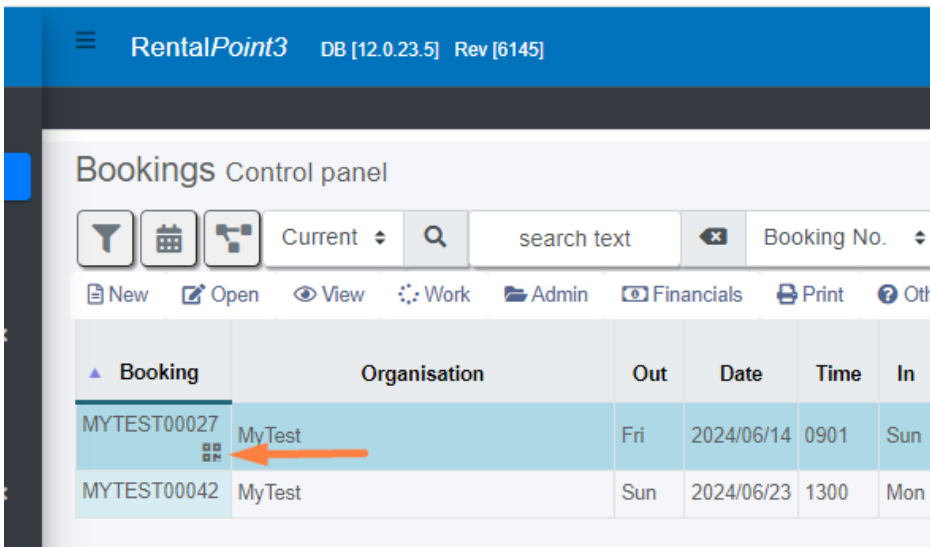 RentalPoint3 DB [12.0.23.5] Rev [6145]
Bookings Control panel
Current search text Booking No.
New Open View Work Admin Financials Print
Booking Organisation Out Date Time In
MYTEST00027 MyTest Fri 2024/06/14 0901 Sun
MYTEST00042 MyTest Sun 2024/06/23 1300 Mon